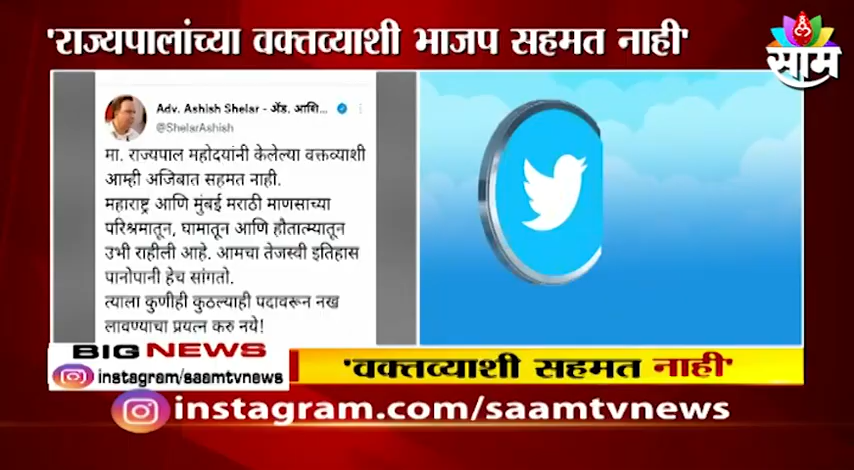 'राज्यपालांच्या वक्तव्याशी भाजप सहमत नाही'
साम
Adv. Ashish Shelar - ॲड. आशि...
@ShelarAshish
मा. राज्यपाल महोदयांनी केलेल्या वक्तव्याशी
आम्ही अजिबात सहमत नाही.
महाराष्ट्र आणि मुंबई मराठी माणसाच्या
परिश्रमातून, घामातून आणि हौतात्म्यातून
उभी राहीली आहे. आमचा तेजस्वी इतिहास
पानोपानी हेच सांगतो.
त्याला कुणीही कुठल्याही पदावरून नख
लावण्याचा प्रयत्न करु नये!
BIG NEWS
instagram/saamtvnews
'वक्तव्याशी सहमत नाही'
instagram.com/saamtvnews